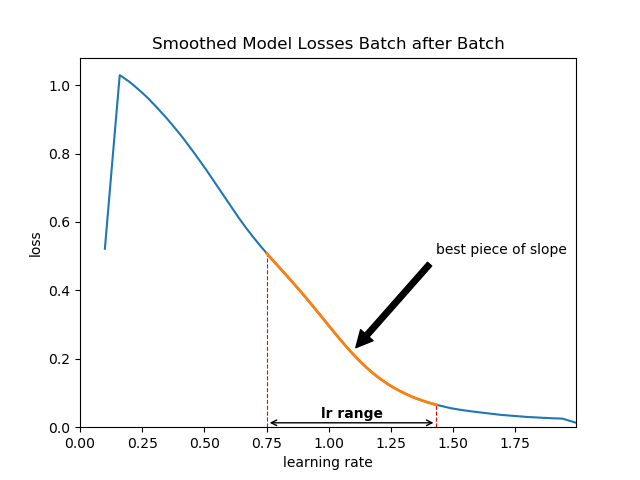 Smoothed Model Losses Batch after Batch
loss
1.0
0.8
0.6
0.4
0.2
0.0
best piece of slope
lr range
0.00 0.25 0.50 0.75 1.00 1.25 1.50 1.75
learning rate